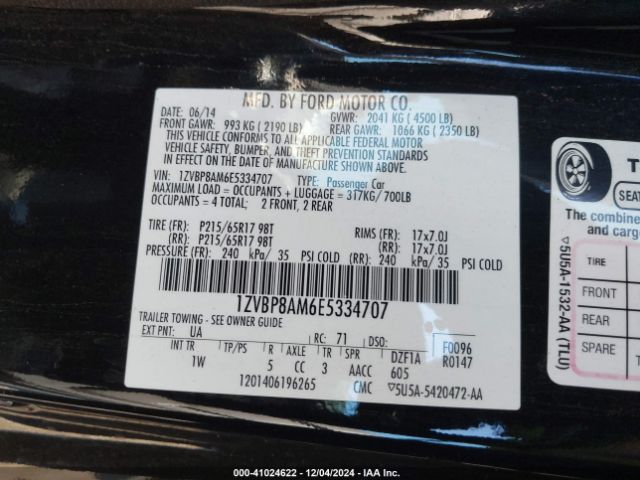 MFD. BY FORD MOTOR CO.
DATE: 06/14 GVWR: 2041 KG ( 4500 LB)
FRONT GAWR: 993 KG ( 2190 LB) REAR GAWR: 1066 KG ( 2350 LB)
THIS VEHICLE CONFORMS TO ALL APPLICABLE FEDERAL MOTOR
VEHICLE SAFETY, BUMPER, AND THEFT PREVENTION STANDARDS
IN EFFECT ON THE DATE OF MANUFACTURE SHOWN ABOVE.
VIN: 1ZVBP8AM6E5334707 TYPE: Passenger Car
MAXIMUM LOAD = OCCUPANTS + LUGGAGE = 317KG/ 700LB
OCCUPANTS = 4 TOTAL; 2 FRONT, 2 REAR
TIRE (FR): P215/65R17 98T RIMS (FR): 17x7.0J
(RR): P215/65R17 98T (RR): 17x7.0J
PRESSURE (FR): 240 kPa/ 35 PSI COLD (RR): 240 kPa/ 35 PSI COLD
1ZVBP8AM6E5334707
TRAILER TOWING - SEE OWNER GUIDE
EXT PNT: UA RC: 71 DSO: F0096
INT TR TP/PS R AXLE TR SPR DZF1A R0147
1W 5 CC 3 AACC 605
1201406196265 CMC ▽5U5A-5420472-AA
T
SEAT
The combined
and cargo
TIRE
FRONT
REAR
SPARE
▽5U5A-1532-AA (TLU)
000-41024622 - 12/04/2024 - IAA Inc.